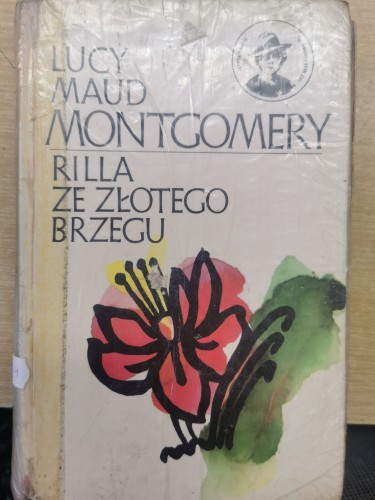 LUCY
MAUD
MONTGOMERY
RILLA
ZE ZŁOTEGO
BRZEGU